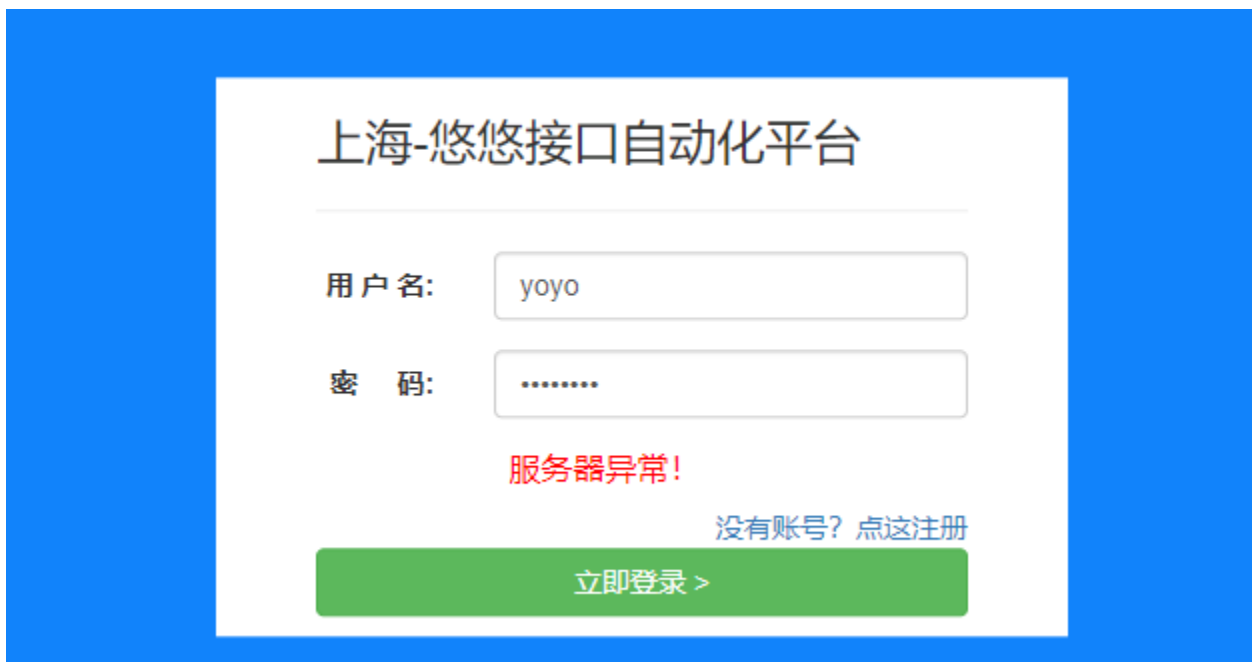 上海-悠悠接口自动化平台
用 户 名: yoyo
密 码: ••••••••
服务器异常！
没有账号？点这注册
立即登录 >